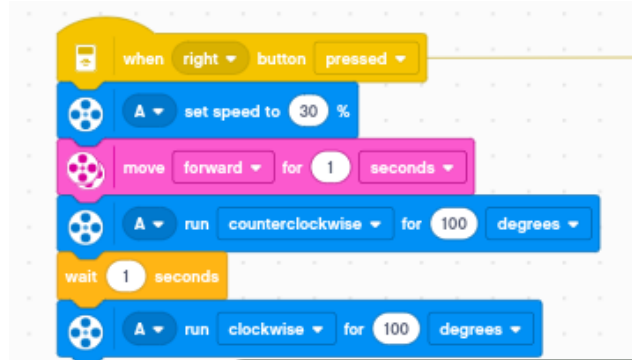 when right button pressed
A set speed to 30 %
move forward for 1 seconds
A run counterclockwise for 100 degrees
wait 1 seconds
A run clockwise for 100 degrees